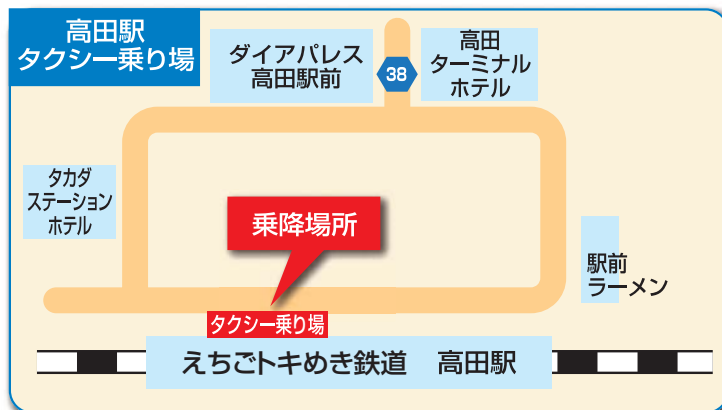 高田駅
タクシー乗り場
ダイアパレス
高田駅前
38
高田
ターミナル
ホテル
タカダ
ステーション
ホテル
乗降場所
駅前
ラーメン
タクシー乗り場
えちごトキめき鉄道 高田駅